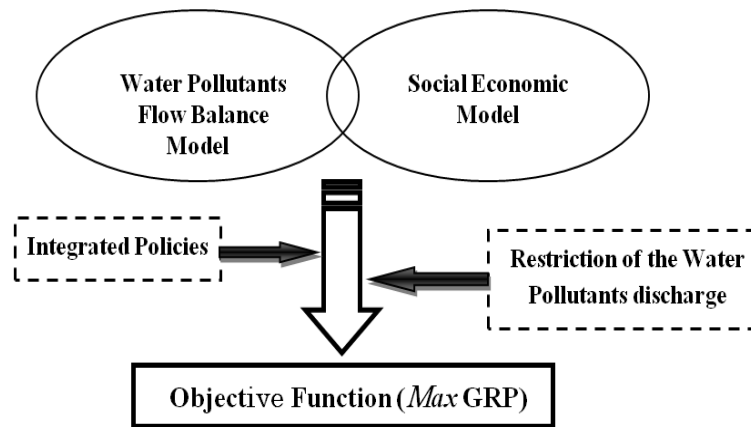 Water Pollutants
Flow Balance
Model
Social Economic
Model
Integrated Policies
Restriction of the Water
Pollutants discharge
Objective Function (Max GRP)